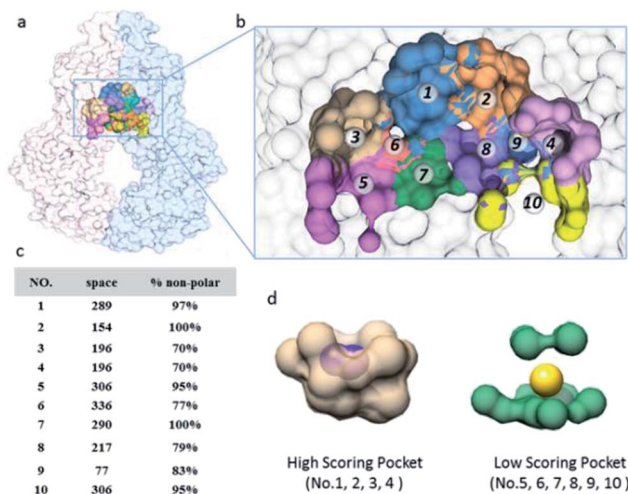 a
b
1
2
3
6
8
9
4
5
7
10
c
NO. space % non-polar
1 289 97%
2 154 100%
3 196 70%
4 196 70%
5 306 95%
6 336 77%
7 290 100%
8 217 79%
9 77 83%
10 306 95%
d
High Scoring Pocket
(No.1, 2, 3, 4 )
Low Scoring Pocket
(No.5, 6, 7, 8, 9, 10 )